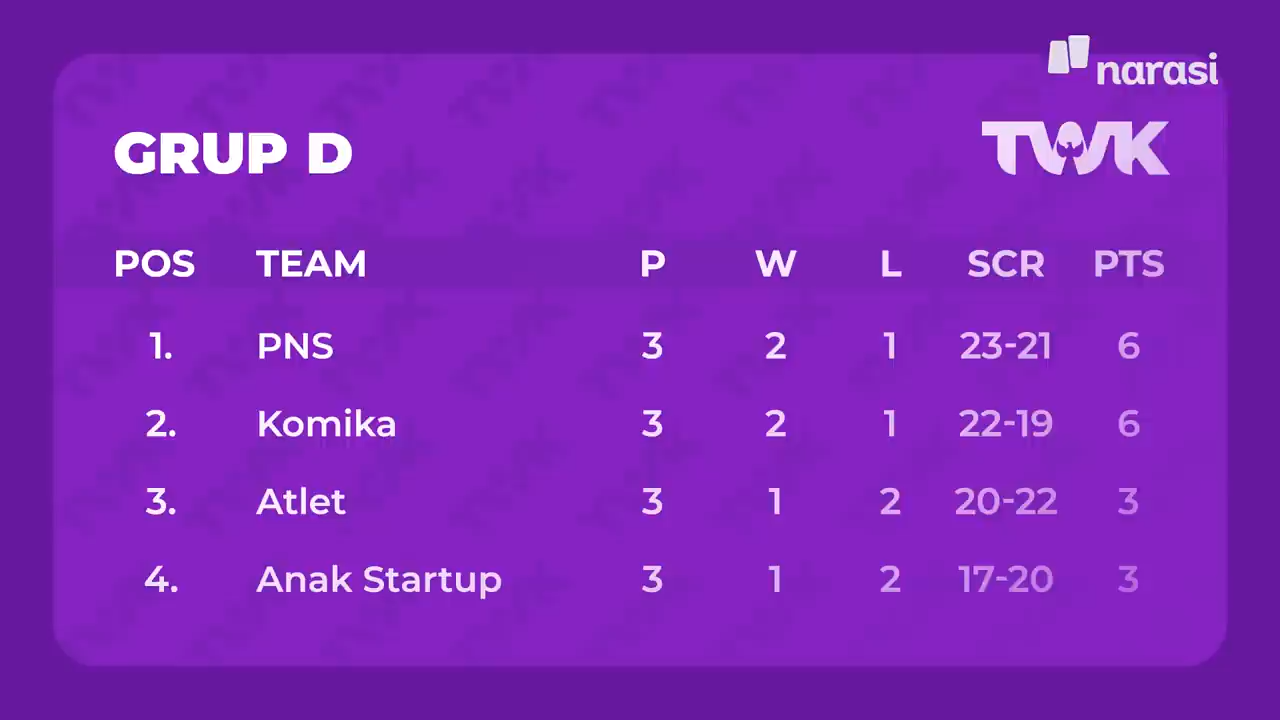 narasi
GRUP D
TWK
POS TEAM P W L SCR PTS
1. PNS 3 2 1 23-21 6
2. Komika 3 2 1 22-19 6
3. Atlet 3 1 2 20-22 3
4. Anak Startup 3 1 2 17-20 3